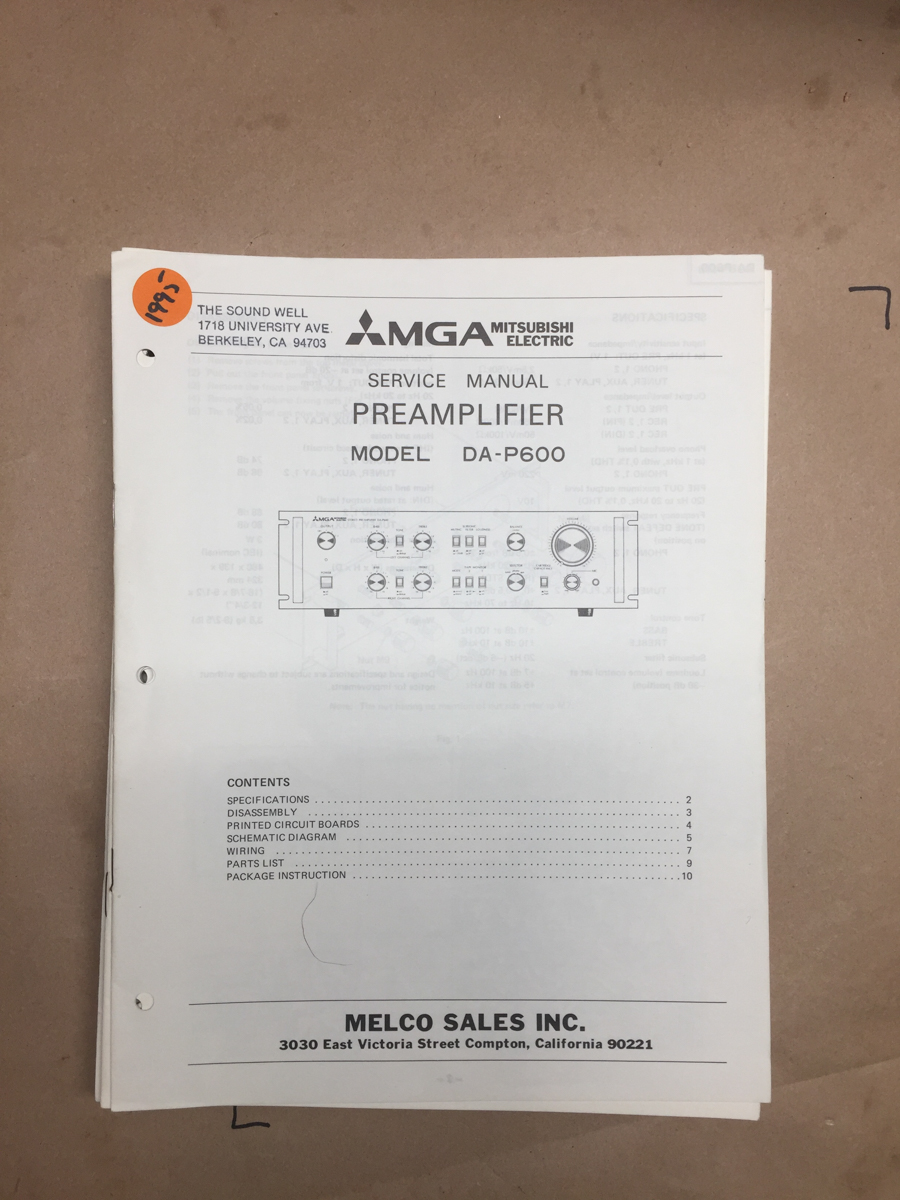 1995-
THE SOUND WELL
1718 UNIVERSITY AVE.
BERKELEY, CA 94703
MGA MITSUBISHI
ELECTRIC
SERVICE MANUAL
PREAMPLIFIER
MODEL DA-P600
MGA
CONTENTS
SPECIFICATIONS . . . . . . . . . . . . . . . . . . . . . . . . . . . . . . . . . . . . . . . . . . . . . . . . . . . . . . . . . . 2
DISASSEMBLY . . . . . . . . . . . . . . . . . . . . . . . . . . . . . . . . . . . . . . . . . . . . . . . . . . . . . . . . . . . . 3
PRINTED CIRCUIT BOARDS . . . . . . . . . . . . . . . . . . . . . . . . . . . . . . . . . . . . . . . . . . . . . . . . . . 4
SCHEMATIC DIAGRAM . . . . . . . . . . . . . . . . . . . . . . . . . . . . . . . . . . . . . . . . . . . . . . . . . . . . . 5
WIRING . . . . . . . . . . . . . . . . . . . . . . . . . . . . . . . . . . . . . . . . . . . . . . . . . . . . . . . . . . . . . . . . 7
PARTS LIST . . . . . . . . . . . . . . . . . . . . . . . . . . . . . . . . . . . . . . . . . . . . . . . . . . . . . . . . . . . . . 9
PACKAGE INSTRUCTION . . . . . . . . . . . . . . . . . . . . . . . . . . . . . . . . . . . . . . . . . . . . . . . . . . . . 10
MELCO SALES INC.
3030 East Victoria Street Compton, California 90221